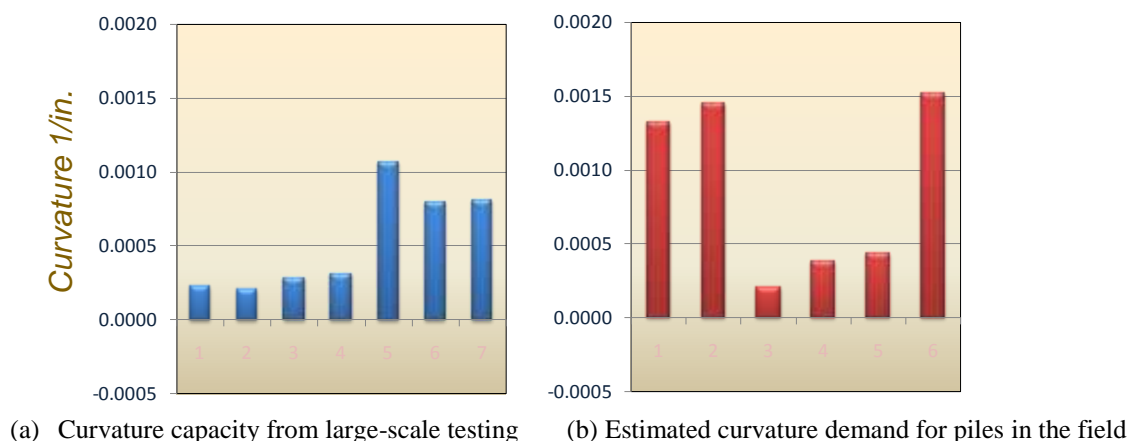 0.0020
0.0015
0.0010
0.0005
0.0000
-0.0005
Curvature 1/in.
1 2 3 4 5 6 7
(a) Curvature capacity from large-scale testing
0.0020
0.0015
0.0010
0.0005
0.0000
-0.0005
1 2 3 4 5 6
(b) Estimated curvature demand for piles in the field